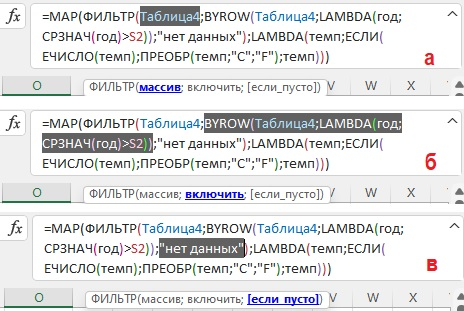 fx =MAP(ФИЛЬТР(Таблица4;BYROW(Таблица4;LAMBDA(год;
СРЗНАЧ(год)>S2));"нет данных");LAMBDA(темп;ЕСЛИ(
ЕЧИСЛО(темп);ПРЕОБР(темп;"C";"F");темп)))
а
O ФИЛЬТР(массив; включить; [если_пусто]) V W X
fx =MAP(ФИЛЬТР(Таблица4;BYROW(Таблица4;LAMBDA(год;
СРЗНАЧ(год)>S2));"нет данных");LAMBDA(темп;ЕСЛИ(
ЕЧИСЛО(темп);ПРЕОБР(темп;"C";"F");темп)))
б
O ФИЛЬТР(массив; включить; [если_пусто]) V W X
fx =MAP(ФИЛЬТР(Таблица4;BYROW(Таблица4;LAMBDA(год;
СРЗНАЧ(год)>S2));"нет данных");LAMBDA(темп;ЕСЛИ(
ЕЧИСЛО(темп);ПРЕОБР(темп;"C";"F");темп)))
в
O ФИЛЬТР(массив; включить; [если_пусто]) V W X